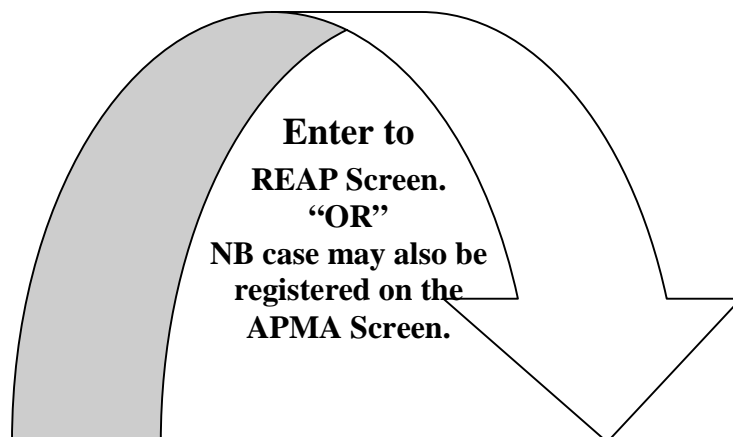 Enter to
REAP Screen.
“OR”
NB case may also be
registered on the
APMA Screen.